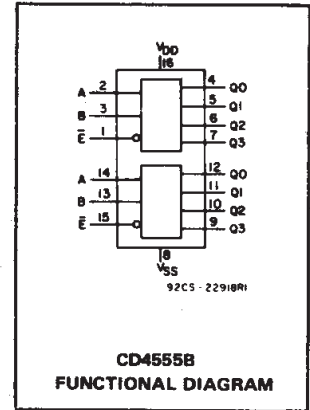 VDD
16
A 2 4 Q0
B 3 5 Q1
6 Q2
E̅ 1 7 Q3
A 14 12 Q0
B 13 11 Q1
10 Q2
E̅ 15 9 Q3
8
VSS
92CS-22918R1
CD4555B
FUNCTIONAL DIAGRAM